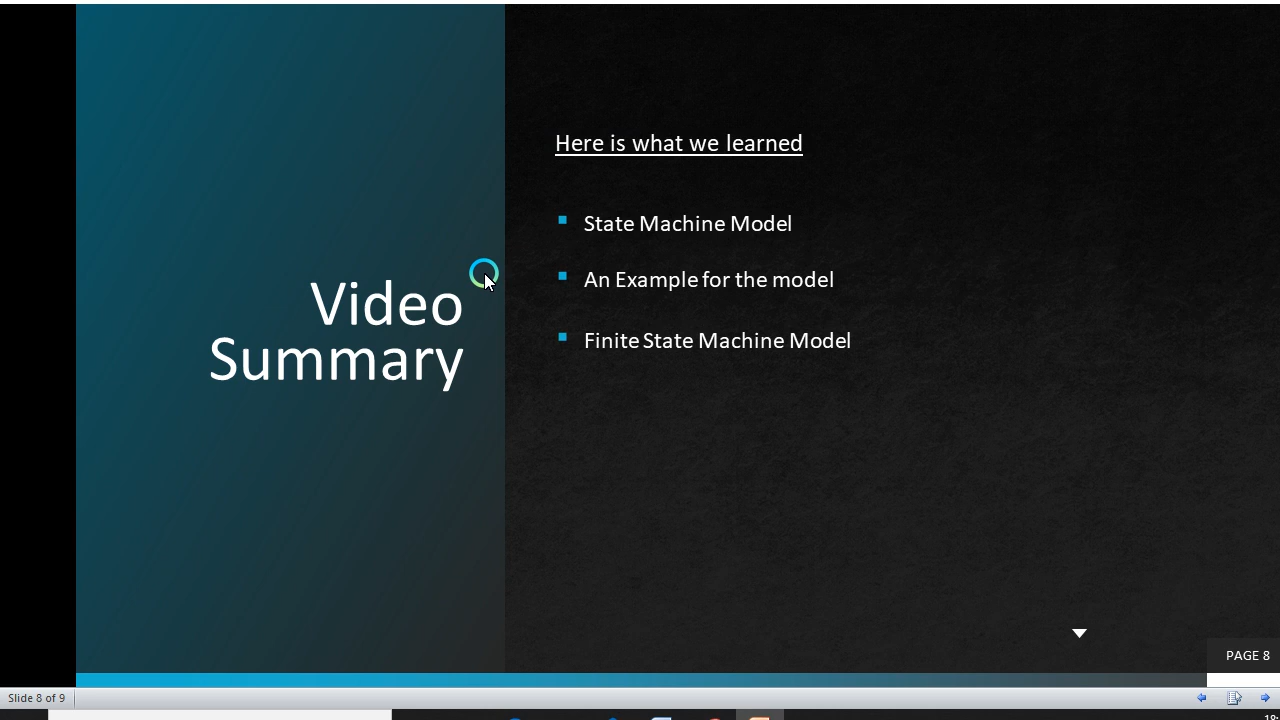 Video
Summary
Here is what we learned
State Machine Model
An Example for the model
Finite State Machine Model
PAGE 8
Slide 8 of 9